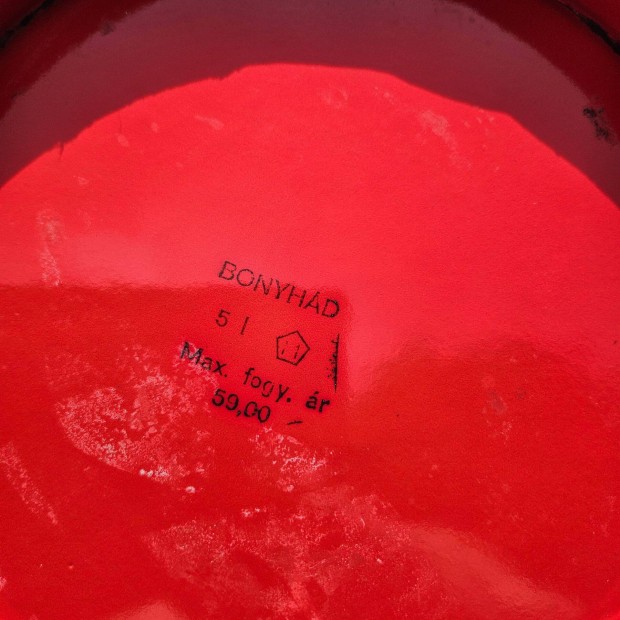 BONYHÁD
5 l
Max. fogy. ár
59,00